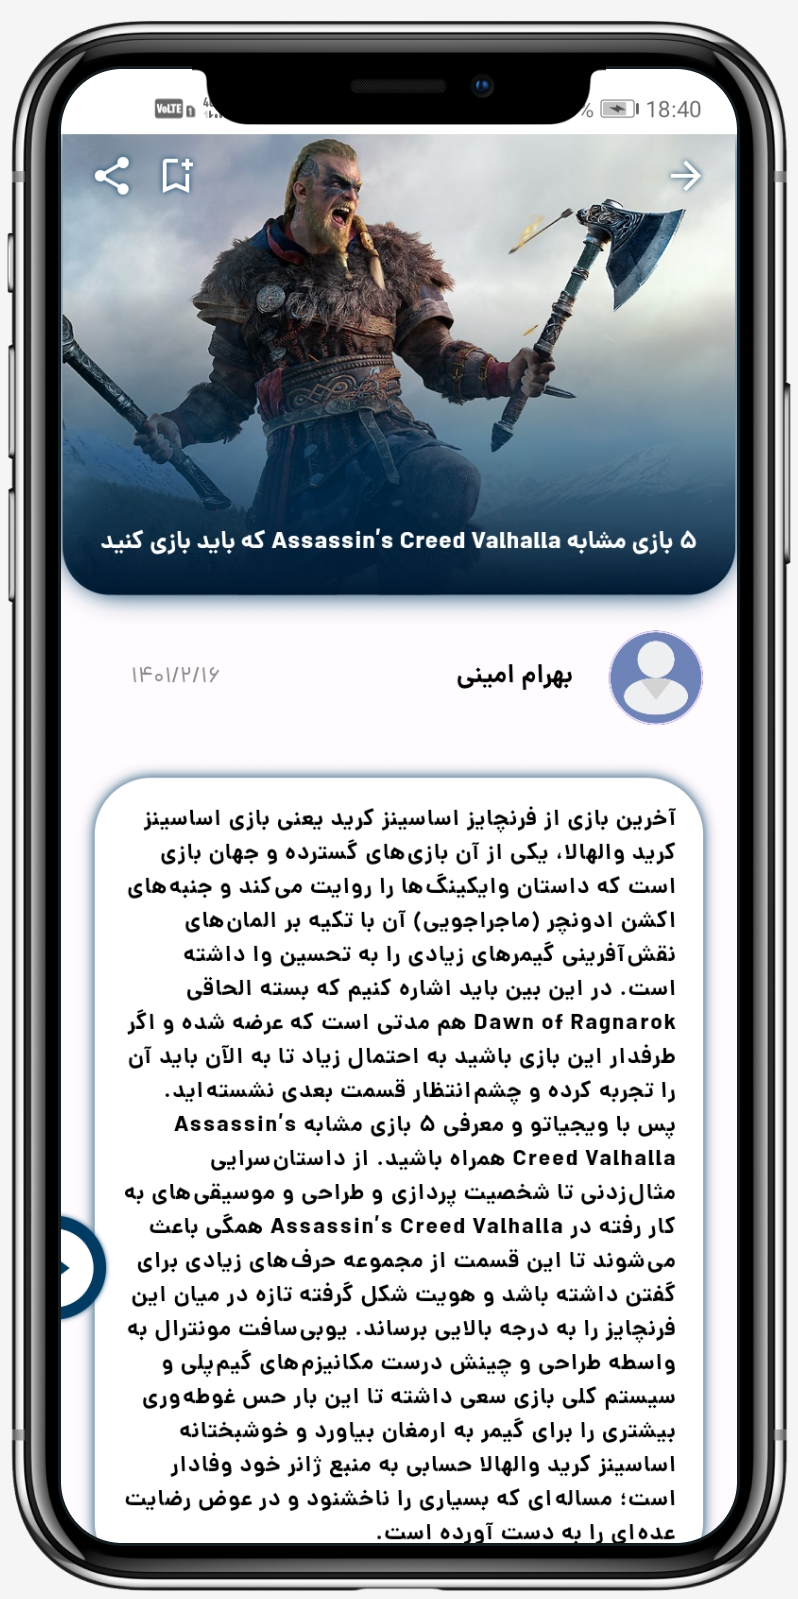 VoLTE 1
% 18:40
۵ بازی مشابه Assassin's Creed Valhalla که باید بازی کنید
بهرام امینی
۱۴۰۱/۲/۱۶
آخرین بازی از فرنچایز اساسینز کرید یعنی بازی اساسینز
کرید والهالا، یکی از آن بازی‌های گسترده و جهان بازی
است که داستان وایکینگ‌ها را روایت می‌کند و جنبه‌های
اکشن ادونچر (ماجراجویی) آن با تکیه بر المان‌های
نقش‌آفرینی گیمرهای زیادی را به تحسین وا داشته
است. در این بین باید اشاره کنیم که بسته الحاقی
Dawn of Ragnarok هم مدتی است که عرضه شده و اگر
طرفدار این بازی باشید به احتمال زیاد تا به الآن باید آن
را تجربه کرده و چشم‌انتظار قسمت بعدی نشسته‌اید.
پس با ویجیاتو و معرفی ۵ بازی مشابه Assassin's
Creed Valhalla همراه باشید. از داستان‌سرایی
مثال‌زدنی تا شخصیت پردازی و طراحی و موسیقی‌های به
کار رفته در Assassin's Creed Valhalla همگی باعث
می‌شوند تا این قسمت از مجموعه حرف‌های زیادی برای
گفتن داشته باشد و هویت شکل گرفته تازه در میان این
فرنچایز را به درجه بالایی برساند. یوبی‌سافت مونترال به
واسطه طراحی و چینش درست مکانیزم‌های گیم‌پلی و
سیستم کلی بازی سعی داشته تا این بار حس غوطه‌وری
بیشتری را برای گیمر به ارمغان بیاورد و خوشبختانه
اساسینز کرید والهالا حسابی به منبع ژانر خود وفادار
است؛ مساله‌ای که بسیاری را ناخشنود و در عوض رضایت
عده‌ای را به دست آورده است.